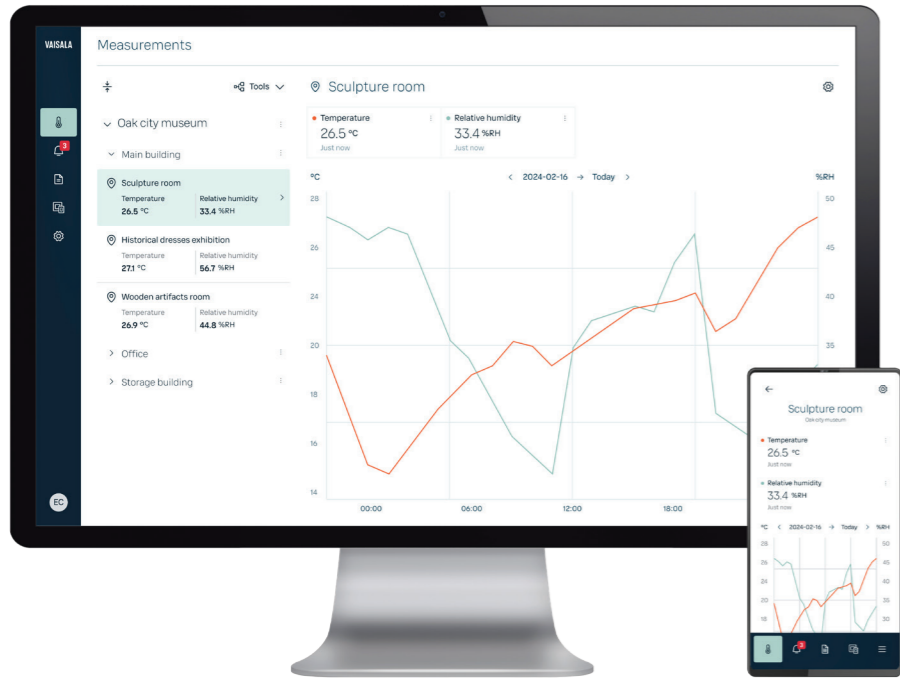 VAISALA
Measurements
Tools
Oak city museum
Main building
Sculpture room
Temperature Relative humidity
26.5 °C 33.4 %RH
Historical dresses exhibition
Temperature Relative humidity
27.1 °C 56.7 %RH
Wooden artifacts room
Temperature Relative humidity
26.9 °C 44.8 %RH
Office
Storage building
3
EC
Sculpture room
Temperature Relative humidity
26.5 °C 33.4 %RH
Just now Just now
°C 2024-02-16 → Today %RH
28 50
26 45
24 40
20 35
18
16
14
00:00 06:00 12:00 18:00
Sculpture room
Oak city museum
Temperature
26.5 °C
Just now
Relative humidity
33.4 %RH
Just now
°C 2024-02-16 → Today %RH
28 50
26 45
24 40
20 35
18 30
3